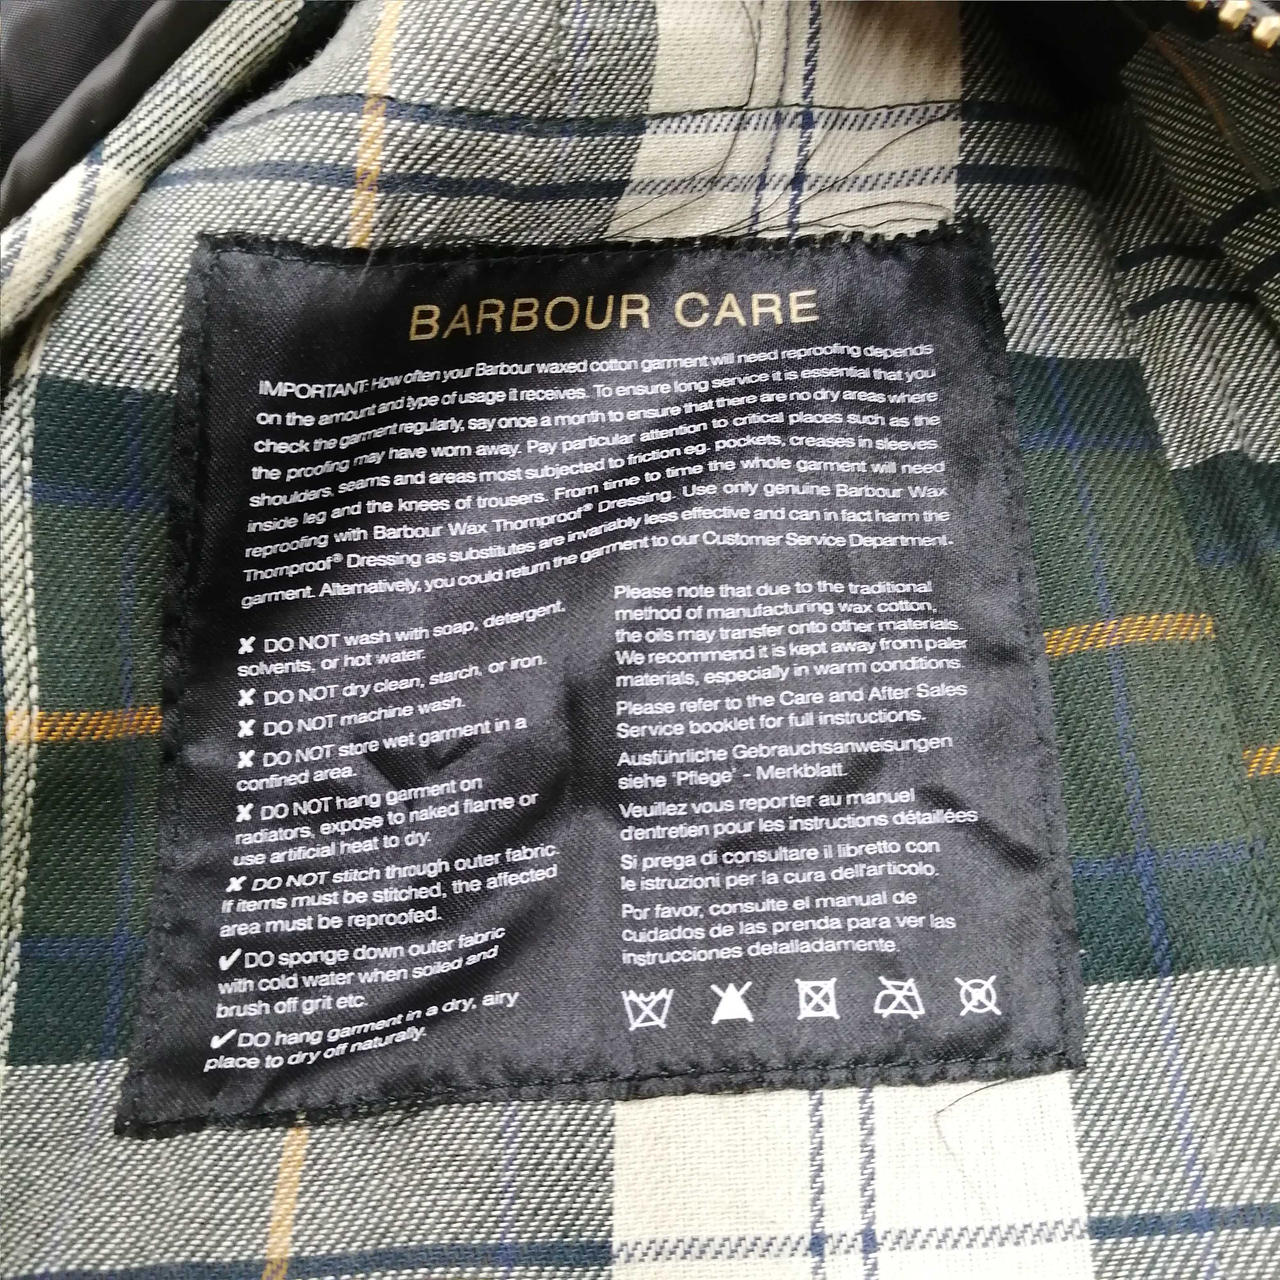 BARBOUR CARE
IMPORTANT: How often your Barbour waxed cotton garment will need reproofing depends
on the amount and type of usage it receives. To ensure long service it is essential that you
check the garment regularly, say once a month to ensure that there are no dry areas where
the proofing may have worn away. Pay particular attention to critical places such as the
shoulders, seams and areas most subjected to friction eg. pockets, creases in sleeves
inside leg and the knees of trousers. From time to time the whole garment will need
reproofing with Barbour Wax Thornproof® Dressing. Use only genuine Barbour Wax
Thornproof® Dressing as substitutes are invariably less effective and can in fact harm the
garment. Alternatively, you could return the garment to our Customer Service Department.
✘ DO NOT wash with soap, detergent,
solvents, or hot water.
✘ DO NOT dry clean, starch, or iron.
✘ DO NOT machine wash.
✘ DO NOT store wet garment in a
confined area.
✘ DO NOT hang garment on
radiators, expose to naked flame or
use artificial heat to dry.
✘ DO NOT stitch through outer fabric.
If items must be stitched, the affected
area must be reproofed.
✔ DO sponge down outer fabric
with cold water when soiled and
brush off grit etc.
✔ DO hang garment in a dry, airy
place to dry off naturally.
Please note that due to the traditional
method of manufacturing wax cotton,
the oils may transfer onto other materials.
We recommend it is kept away from paler
materials, especially in warm conditions.
Please refer to the Care and After Sales
Service booklet for full instructions.
Ausführliche Gebrauchsanweisungen
siehe 'Pflege' - Merkblatt.
Veuillez vous reporter au manuel
d'entretien pour les instructions détaillées
Si prega di consultare il libretto con
le istruzioni per la cura dell'articolo.
Por favor, consulte el manual de
cuidados de las prenda para ver las
instrucciones detalladamente.